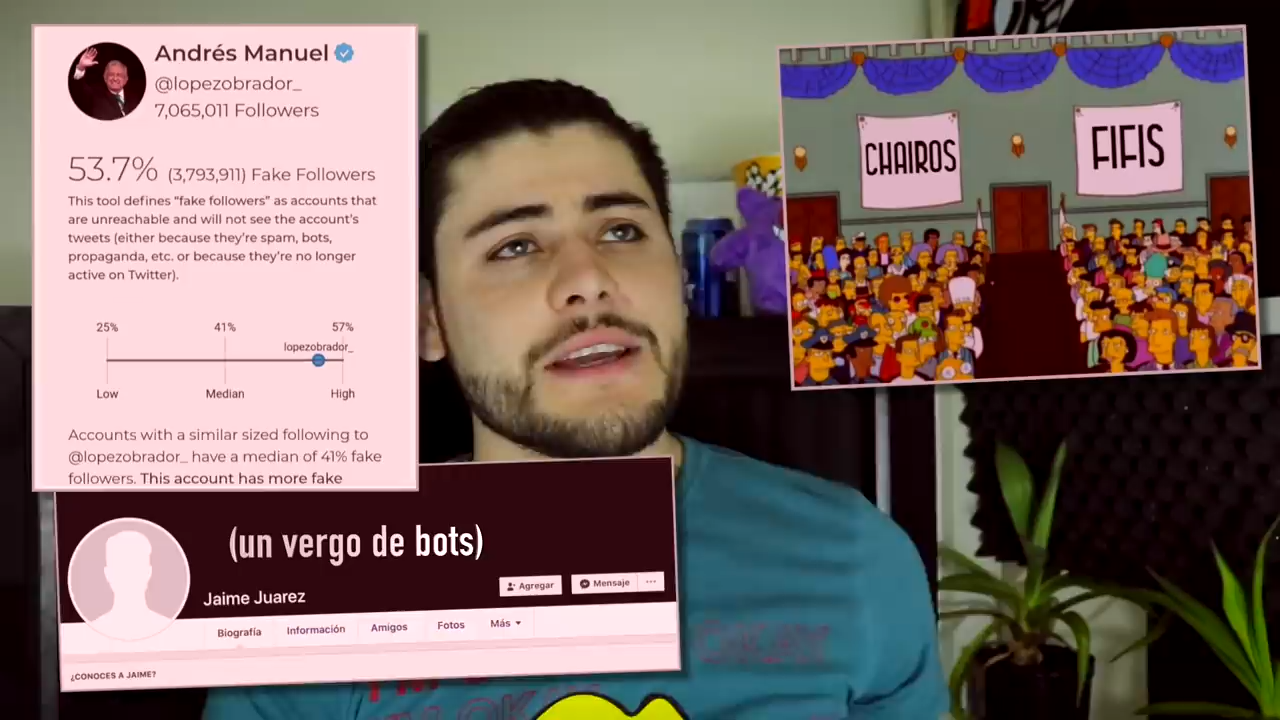 Andrés Manuel
@lopezobrador_
7,065,011 Followers
53.7% (3,793,911) Fake Followers
This tool defines “fake followers” as accounts that
are unreachable and will not see the account’s
tweets (either because they’re spam, bots,
propaganda, etc. or because they’re no longer
active on Twitter).
25% 41% 57%
lopezobrador_
Low Median High
Accounts with a similar sized following to
@lopezobrador_ have a median of 41% fake
followers. This account has more fake
CHAIROS
FIFIS
(un vergo de bots)
Jaime Juarez
Agregar Mensaje ...
Biografía Información Amigos Fotos Más
¿CONOCES A JAIME?
OKAY